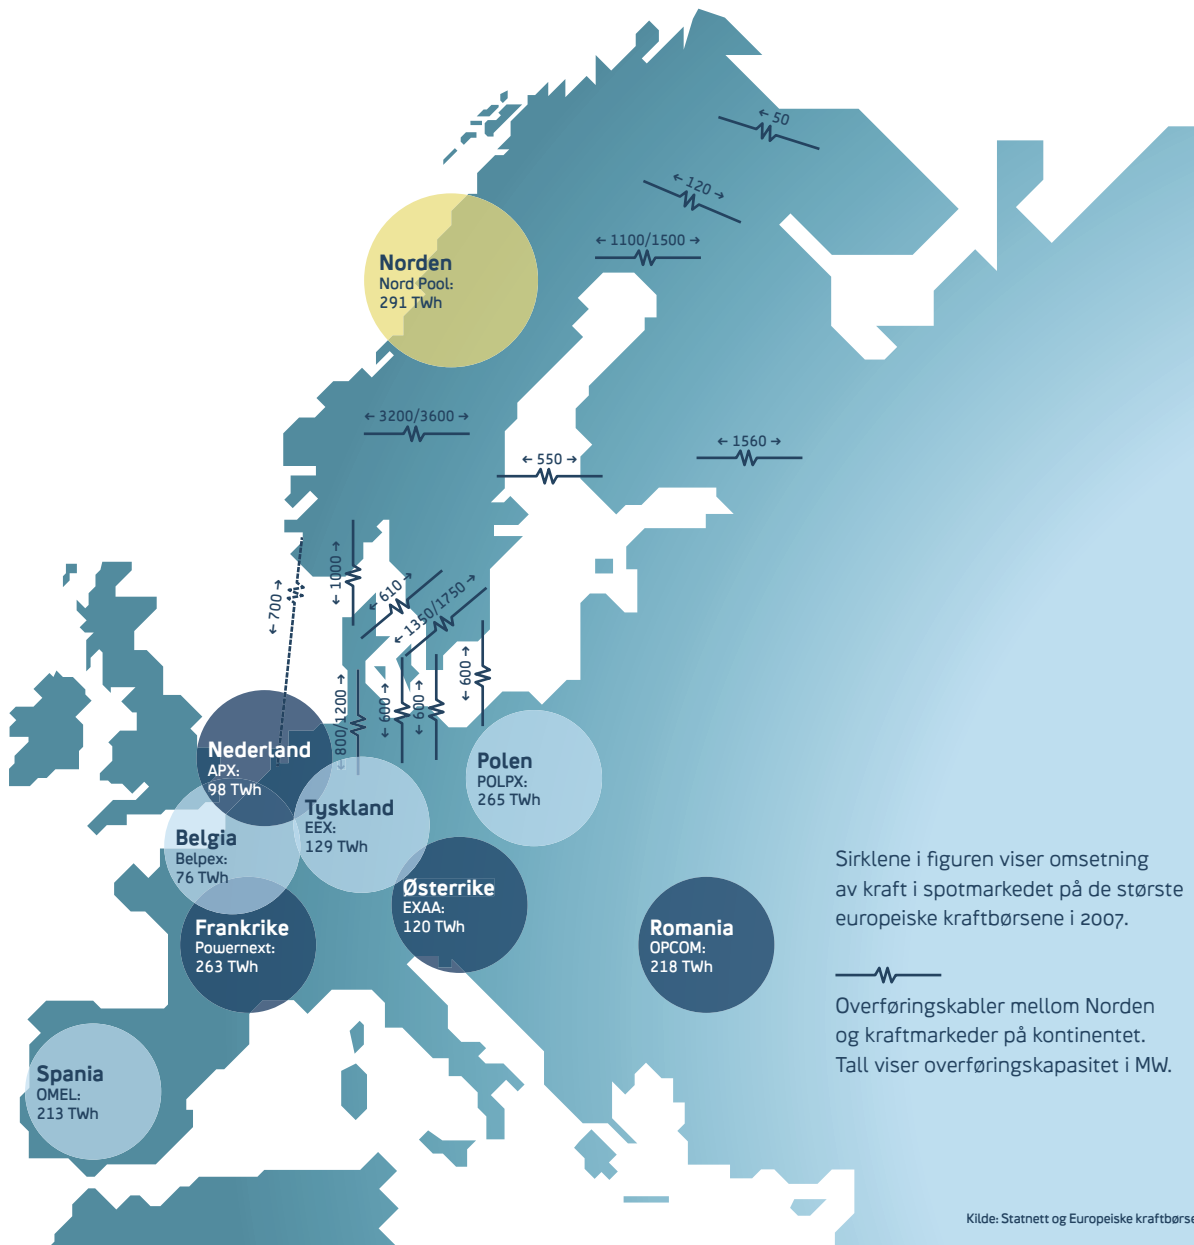 ← 50
← 120 →
← 1100/1500 →
Norden
Nord Pool:
291 TWh
← 3200/3600 →
← 1560 →
← 550 →
← 700 →
← 1000 →
← 610 →
← 1350/1750 →
← 600 →
← 800/1200 →
← 600 →
← 600 →
Nederland
APX:
98 TWh
Polen
POLPX:
265 TWh
Tyskland
EEX:
129 TWh
Belgia
Belpex:
76 TWh
Østerrike
EXAA:
120 TWh
Frankrike
Powernext:
263 TWh
Romania
OPCOM:
218 TWh
Spania
OMEL:
213 TWh
Sirklene i figuren viser omsetning
av kraft i spotmarkedet på de største
europeiske kraftbørsene i 2007.
Overføringskabler mellom Norden
og kraftmarkeder på kontinentet.
Tall viser overføringskapasitet i MW.
Kilde: Statnett og Europeiske kraftbørse